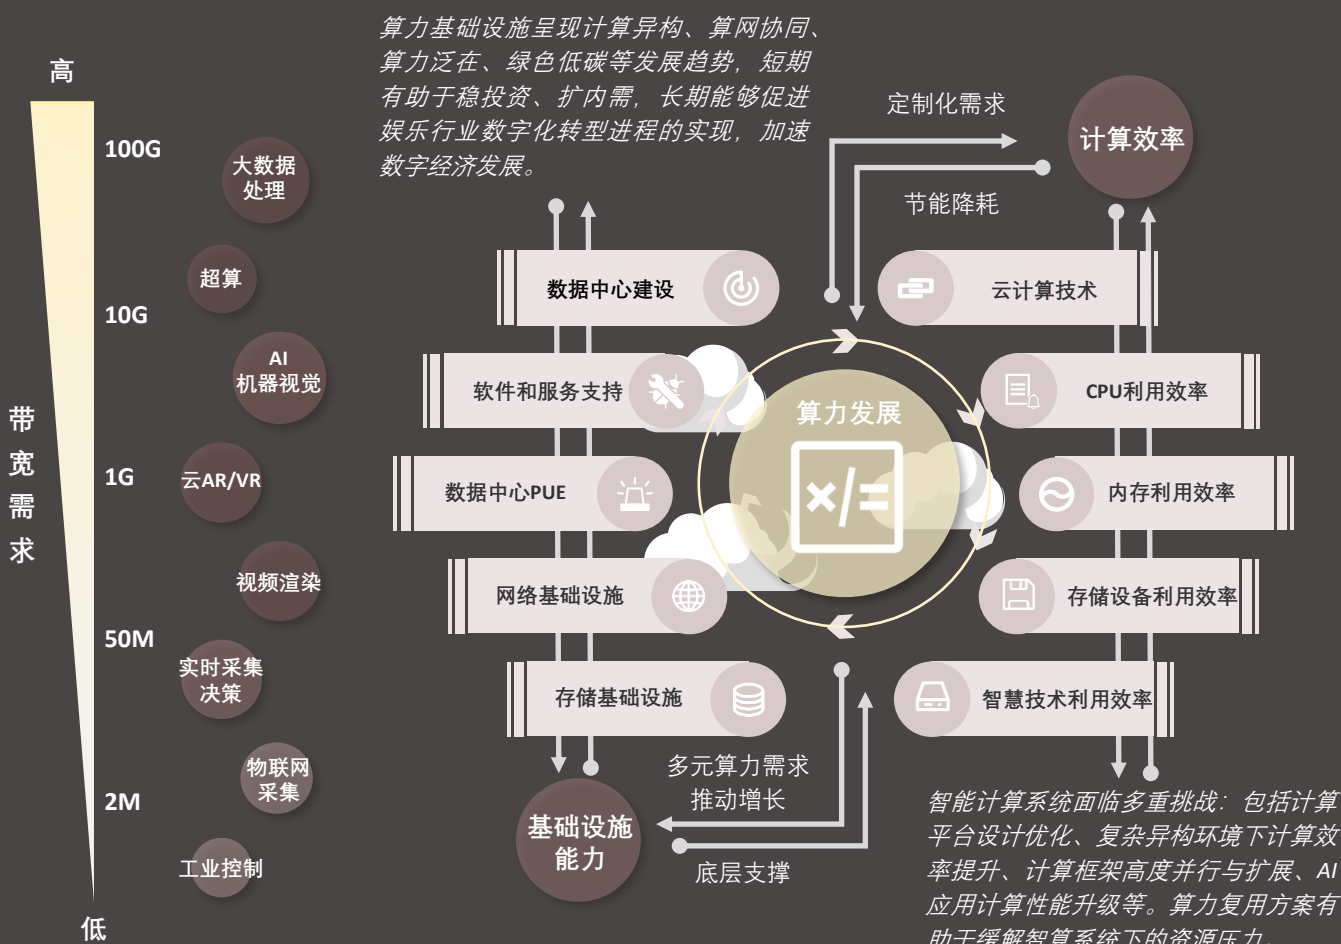 算力基础设施呈现计算异构、算网协同、
算力泛在、绿色低碳等发展趋势，短期
有助于稳投资、扩内需，长期能够促进
娱乐行业数字化转型进程的实现，加速
数字经济发展。
高
100G
10G
1G
50M
2M
低
带
宽
需
求
大数据
处理
超算
AI
机器视觉
云AR/VR
视频渲染
实时采集
决策
物联网
采集
工业控制
定制化需求
节能降耗
计算效率
数据中心建设
软件和服务支持
数据中心PUE
网络基础设施
存储基础设施
算力发展
×/=
云计算技术
CPU利用效率
内存利用效率
存储设备利用效率
智慧技术利用效率
基础设施
能力
多元算力需求
推动增长
底层支撑
智能计算系统面临多重挑战：包括计算
平台设计优化、复杂异构环境下计算效
率提升、计算框架高度并行与扩展、AI
应用计算性能升级等。算力复用方案有
助于缓解智算系统下的资源压力